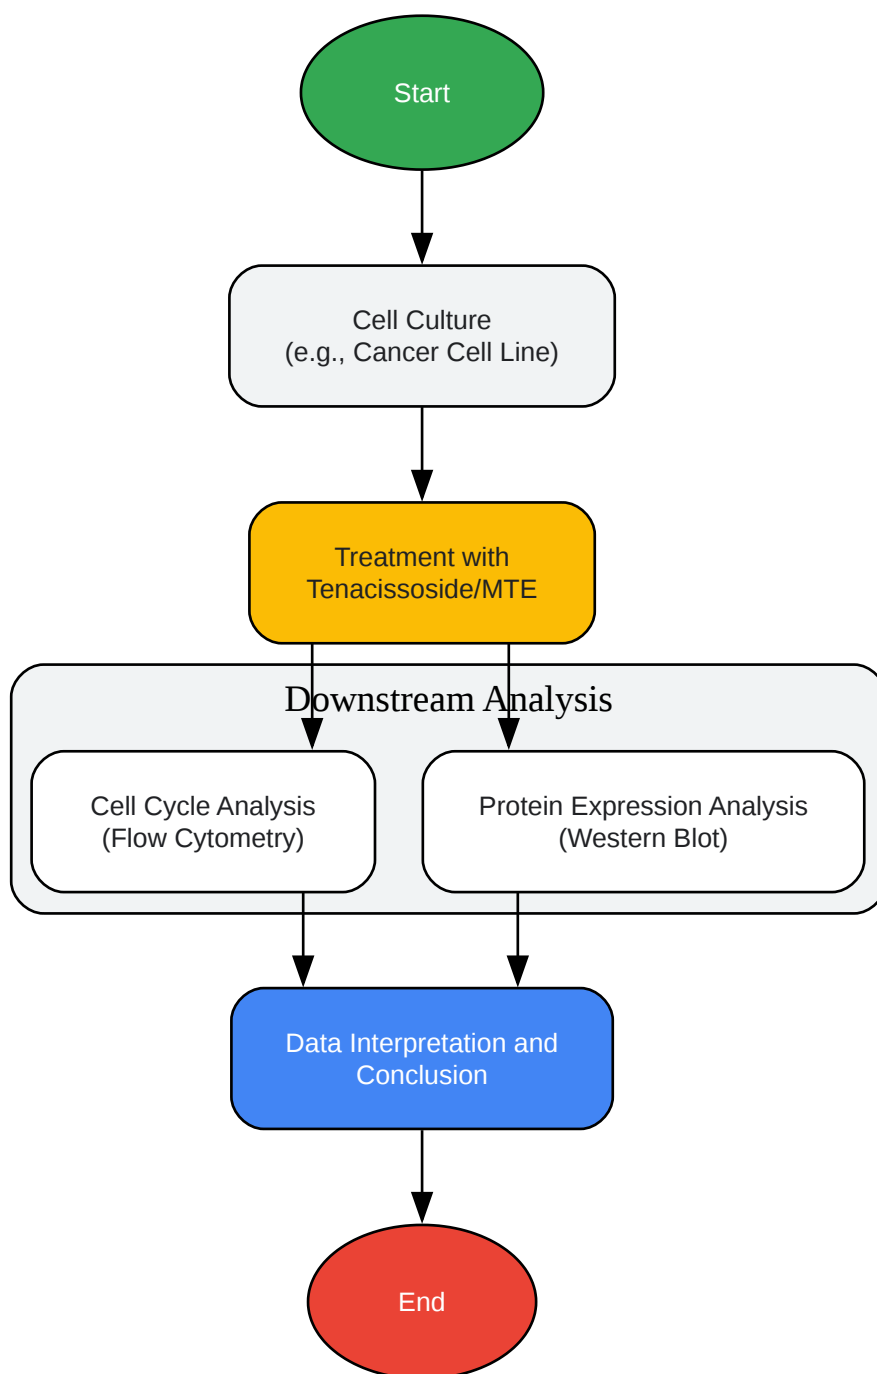 Start
Cell Culture
(e.g., Cancer Cell Line)
Treatment with
Tenacissoside/MTE
Downstream Analysis
Cell Cycle Analysis
(Flow Cytometry)
Protein Expression Analysis
(Western Blot)
Data Interpretation and
Conclusion
End